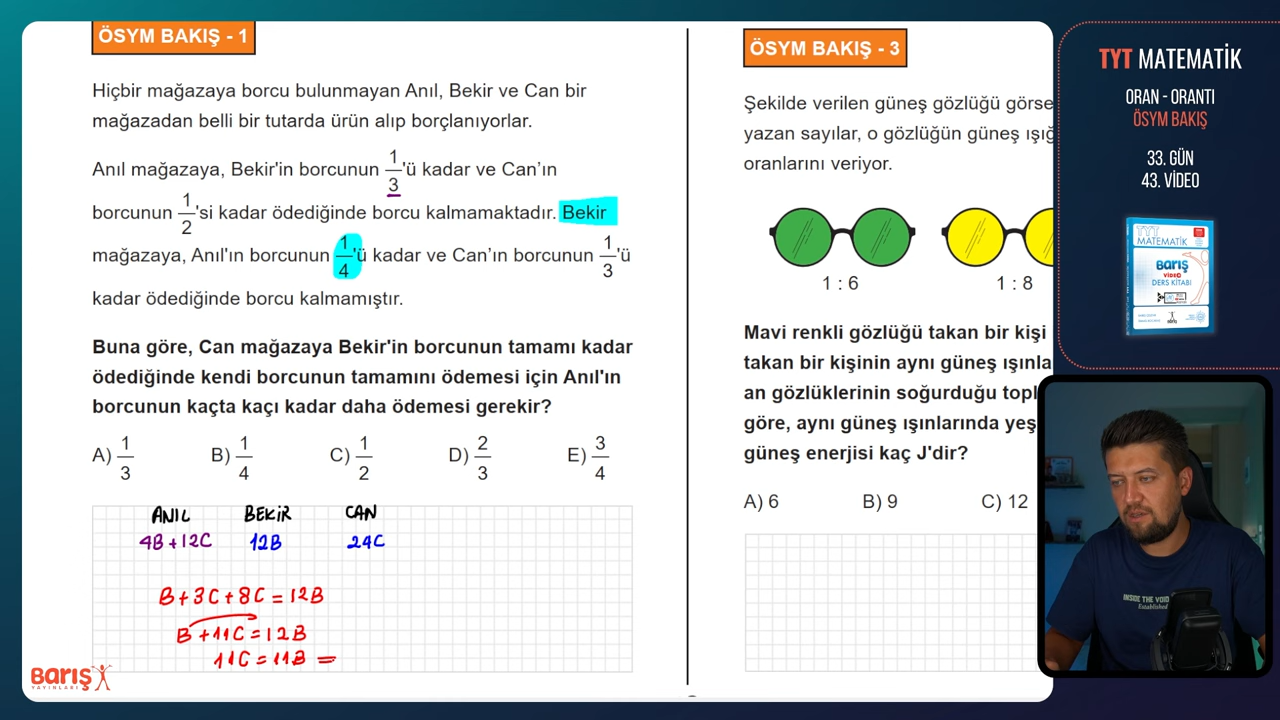 ÖSYM BAKIŞ - 1
Hiçbir mağazaya borcu bulunmayan Anıl, Bekir ve Can bir
mağazadan belli bir tutarda ürün alıp borçlanıyorlar.
Anıl mağazaya, Bekir'in borcunun 1/3'ü kadar ve Can'ın
borcunun 1/2'si kadar ödediğinde borcu kalmamaktadır. Bekir
mağazaya, Anıl'ın borcunun 1/4'ü kadar ve Can'ın borcunun 1/3'ü
kadar ödediğinde borcu kalmamıştır.
Buna göre, Can mağazaya Bekir'in borcunun tamamı kadar
ödediğinde kendi borcunun tamamını ödemesi için Anıl'ın
borcunun kaçta kaçı kadar daha ödemesi gerekir?
A) 1/3 B) 1/4 C) 1/2 D) 2/3 E) 3/4
ANIL BEKİR CAN
4B+12C 12B 24C
B+3C+8C=12B
B+11C=12B
11C=11B =
BARIŞ
YAYINLARI
ÖSYM BAKIŞ - 3
Şekilde verilen güneş gözlüğü görse
yazan sayılar, o gözlüğün güneş ışığ
oranlarını veriyor.
1 : 6 1 : 8
Mavi renkli gözlüğü takan bir kişi
takan bir kişinin aynı güneş ışınla
an gözlüklerinin soğurduğu topl
göre, aynı güneş ışınlarında yeş
güneş enerjisi kaç J'dir?
A) 6 B) 9 C) 12
TYT MATEMATİK
ORAN - ORANTI
ÖSYM BAKIŞ
33. GÜN
43. VİDEO
TYT
MATEMATİK
BARIŞ
VİDEO
DERS KİTABI
INSIDE THE VOID
Established